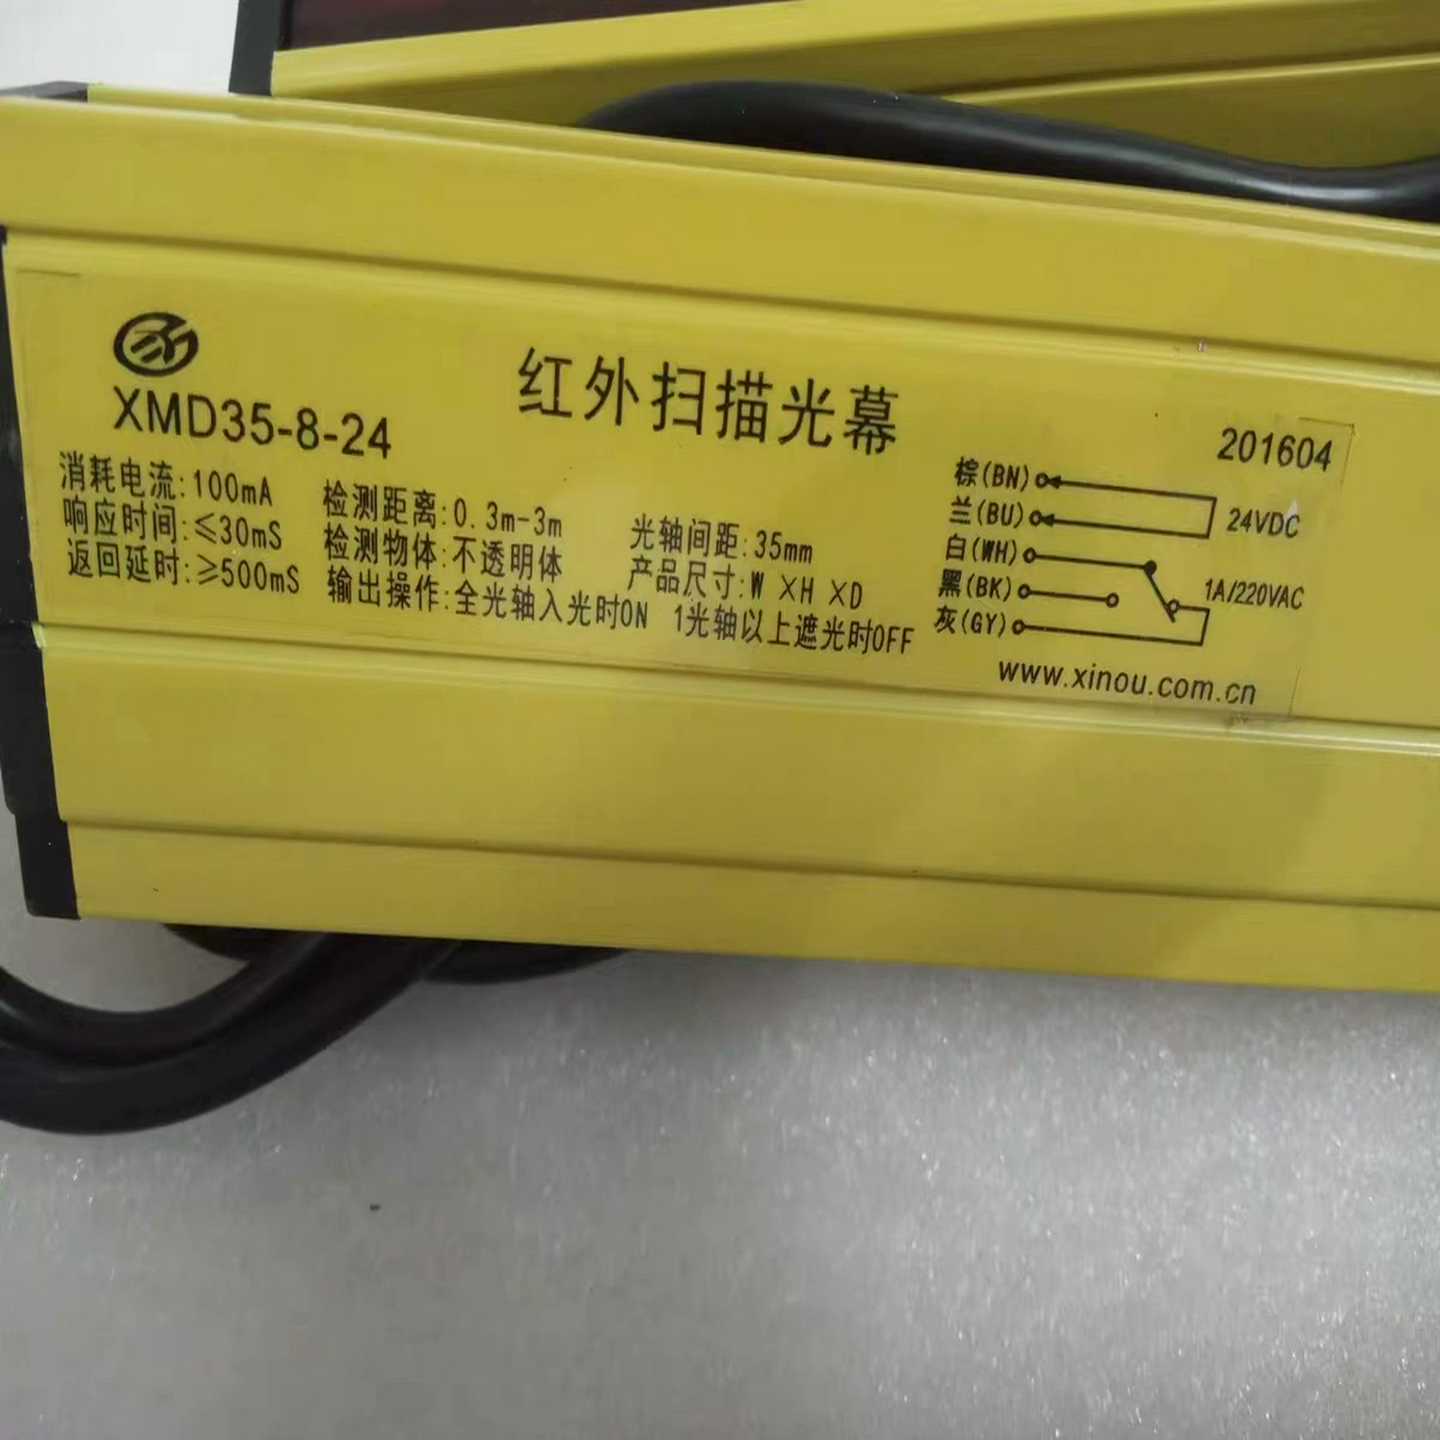 XMD35-8-24
红外扫描光幕
201604
消耗电流:100mA
响应时间:≤30mS
返回延时:≥500mS
检测距离:0.3m-3m
检测物体:不透明体
输出操作:全光轴入光时ON 1光轴以上遮光时OFF
光轴间距:35mm
产品尺寸:W ×H ×D
棕(BN)
兰(BU)
白(WH)
黑(BK)
灰(GY)
24VDC
1A/220VAC
www.xinou.com.cn